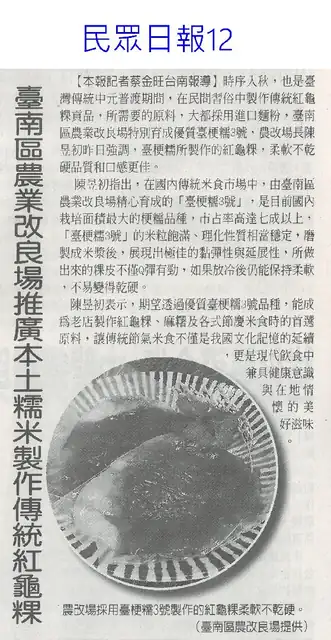 民眾日報12
臺南區農業改良場推廣本土糯米製作傳統紅龜粿
【本報記者蔡金旺台南報導】時序入秋，也是臺
灣傳統中元普渡期間，在民間習俗中製作傳統紅龜
粿貢品，所需要的原料，大都採用進口麵粉，臺南
區農業改良場特別育成優質臺梗糯3號，農改場長陳
昱初昨日強調，臺梗糯所製作的紅龜粿，柔軟不乾
硬品質和口感更佳。
陳昱初指出，在國內傳統米食市場中，由臺南區
農業改良場精心育成的「臺梗糯3號」，是目前國內
栽培面積最大的梗糯品種，市占率高達七成以上，
「臺梗糯3號」的米粒飽滿、理化性質相當穩定，磨
製成米漿後，展現出極佳的黏彈性與延展性，所做
出來的粿皮不僅Q彈有勁，如果放冷後仍能保持柔軟
，不易變得乾硬。
陳昱初表示，期望透過優質臺梗糯3號品種，能成
為老店製作紅龜粿、麻糬及各式節慶米食時的首選
原料，讓傳統節氣米食不僅是我國文化記憶的延續
，更是現代飲食中
兼具健康意識
與在地情
懷的美
好滋味
。
農改場採用臺梗糯3號製作的紅龜粿柔軟不乾硬。
（臺南區農改良場提供）